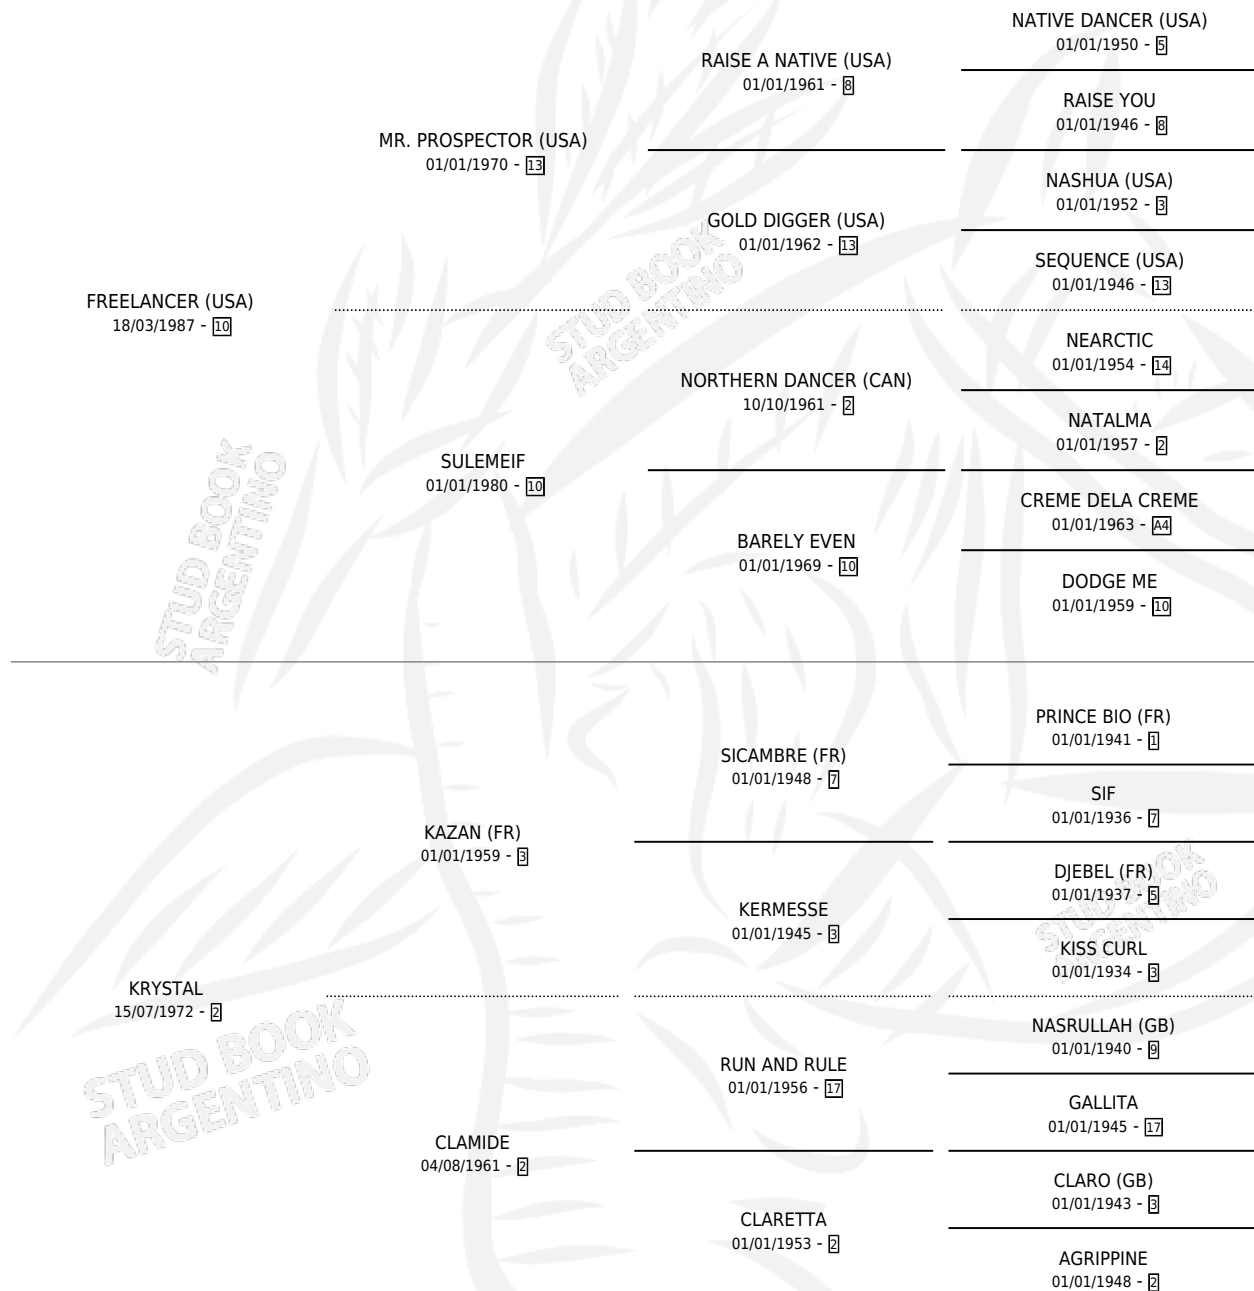 NATIVE DANCER (USA)
01/01/1950 - 5
RAISE A NATIVE (USA)
01/01/1961 - 8
RAISE YOU
01/01/1946 - 8
MR. PROSPECTOR (USA)
01/01/1970 - 13
NASHUA (USA)
01/01/1952 - 3
GOLD DIGGER (USA)
01/01/1962 - 13
SEQUENCE (USA)
01/01/1946 - 13
FREELANCER (USA)
18/03/1987 - 10
NEARCTIC
01/01/1954 - 14
NORTHERN DANCER (CAN)
10/10/1961 - 2
NATALMA
01/01/1957 - 2
SULEMEIF
01/01/1980 - 10
CREME DELA CREME
01/01/1963 - A4
BARELY EVEN
01/01/1969 - 10
DODGE ME
01/01/1959 - 10
PRINCE BIO (FR)
01/01/1941 - 1
SICAMBRE (FR)
01/01/1948 - 7
SIF
01/01/1936 - 7
KAZAN (FR)
01/01/1959 - 3
DJEBEL (FR)
01/01/1937 - 5
KERMESSE
01/01/1945 - 3
KISS CURL
01/01/1934 - 3
KRYSTAL
15/07/1972 - 2
NASRULLAH (GB)
01/01/1940 - 9
RUN AND RULE
01/01/1956 - 17
GALLITA
01/01/1945 - 17
CLAMIDE
04/08/1961 - 2
CLARO (GB)
01/01/1943 - 3
CLARETTA
01/01/1953 - 2
AGRIPPINE
01/01/1948 - 2
STUD BOOK
ARGENTINO
STUD BOOK
ARGENTINO
STUD BOOK
ARGENTINO
STUD BOOK
ARGENTINO